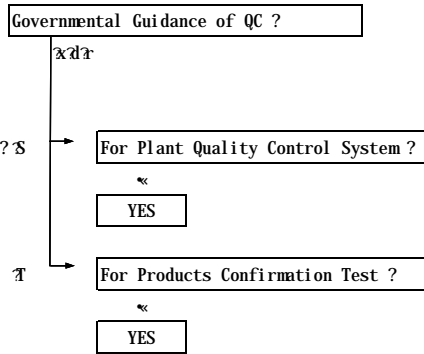 Governmental Guidance of QC ?
For Plant Quality Control System ?
YES
For Products Confirmation Test ?
YES